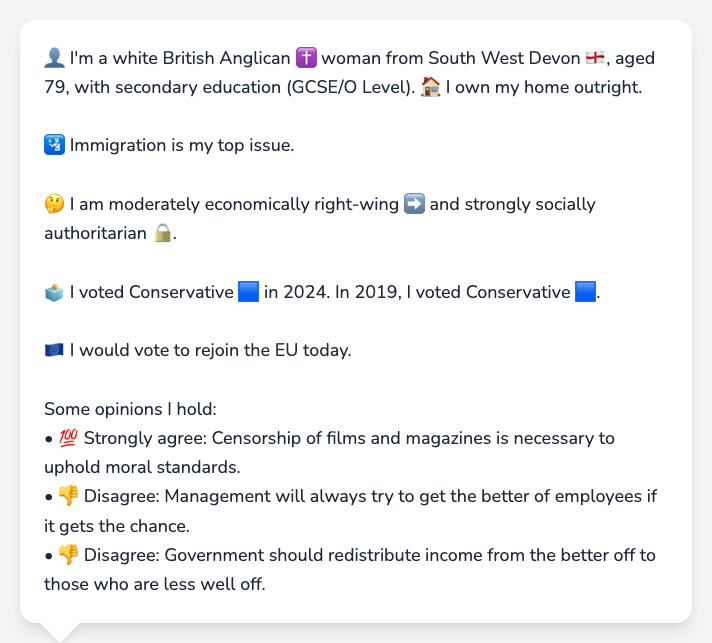 👤 I'm a white British Anglican ✝️ woman from South West Devon 🏴󠁧󠁢󠁥󠁮󠁧󠁿, aged
79, with secondary education (GCSE/O Level). 🏠 I own my home outright.
🛂 Immigration is my top issue.
🤔 I am moderately economically right-wing ➡️ and strongly socially
authoritarian 🔒.
🗳️ I voted Conservative 🟦 in 2024. In 2019, I voted Conservative 🟦.
🇪🇺 I would vote to rejoin the EU today.
Some opinions I hold:
• 💯 Strongly agree: Censorship of films and magazines is necessary to
uphold moral standards.
• 👎 Disagree: Management will always try to get the better of employees if
it gets the chance.
• 👎 Disagree: Government should redistribute income from the better off to
those who are less well off.